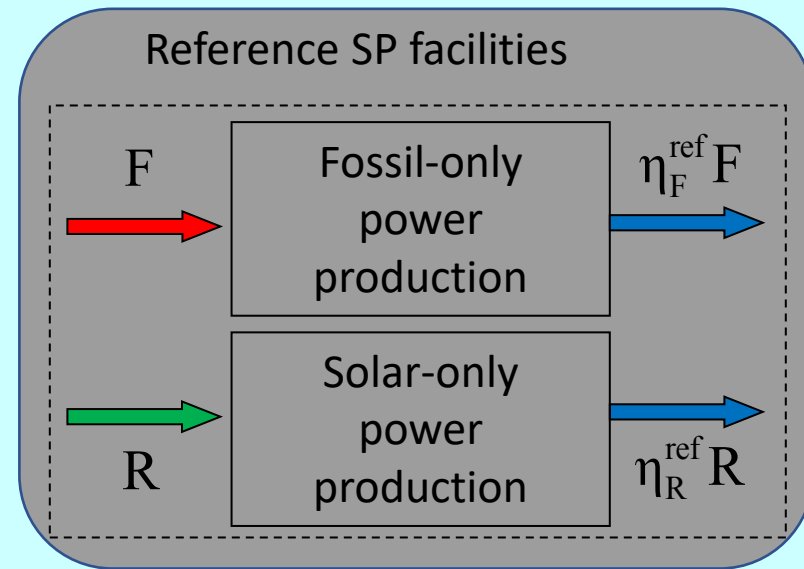 Reference SP facilities
F
Fossil-only
power
production
η_F^ref F
R
Solar-only
power
production
η_R^ref R